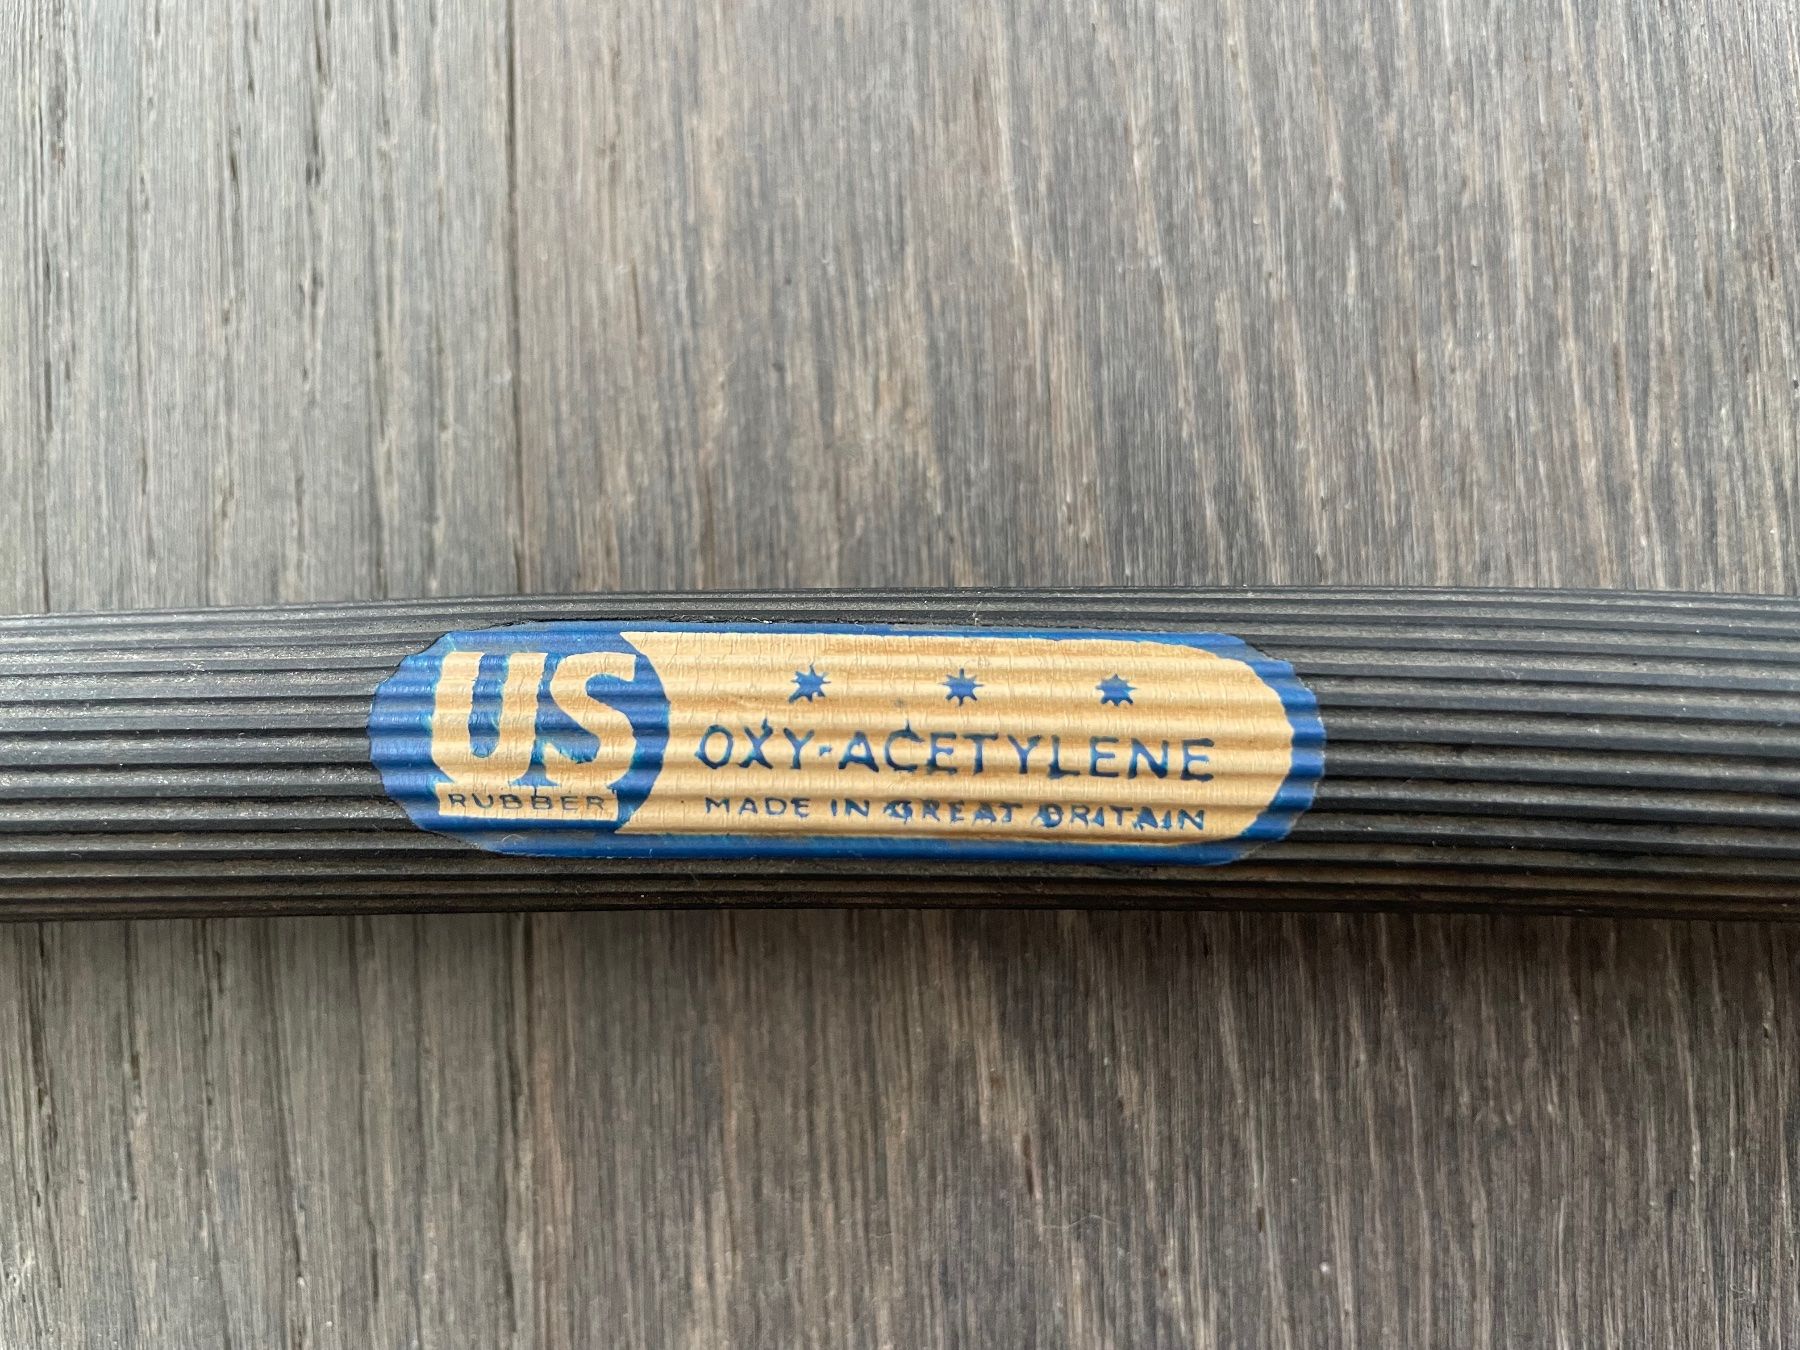 US
RUBBER
OXY-ACETYLENE
MADE IN GREAT BRITAIN